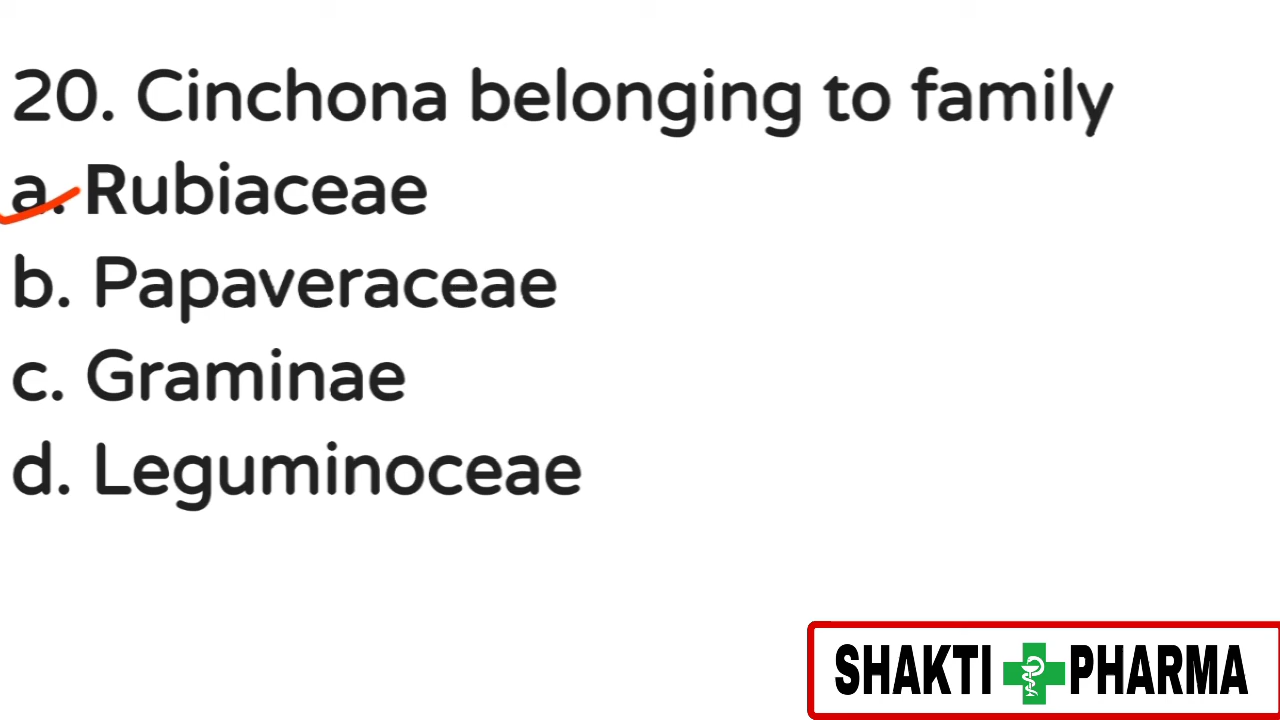 20. Cinchona belonging to family
a. Rubiaceae
b. Papaveraceae
c. Graminae
d. Leguminoceae
SHAKTI PHARMA